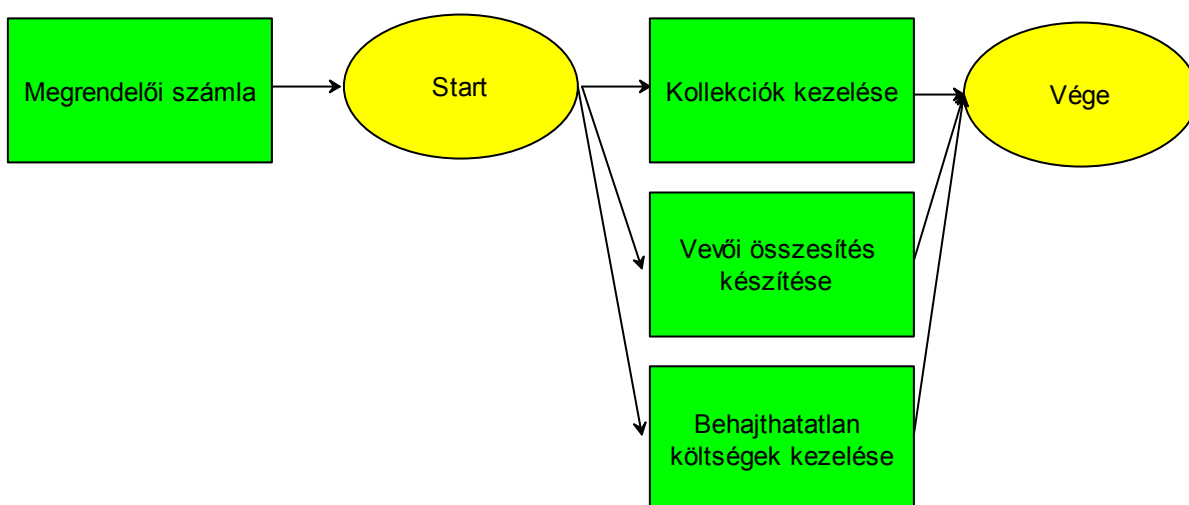 Megrendelői számla
Start
Kollekciók kezelése
Vége
Vevői összesítés
készítése
Behajthatatlan
költségek kezelése